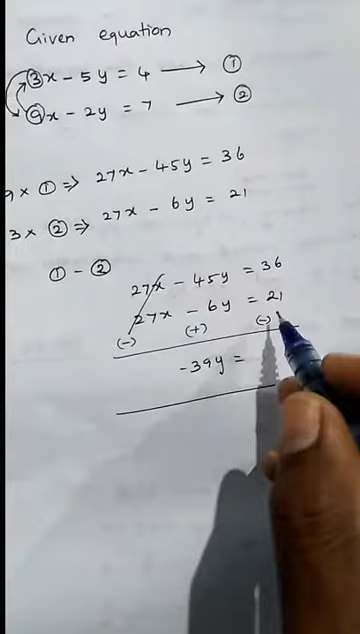 Given equation
3x - 5y = 4 ⟶ ①
9x - 2y = 7 ⟶ ②
9 × ① ⇒ 27x - 45y = 36
3 × ② ⇒ 27x - 6y = 21
① - ②
27x - 45y = 36
27x - 6y = 21
(-) (+) (-)
-39y =